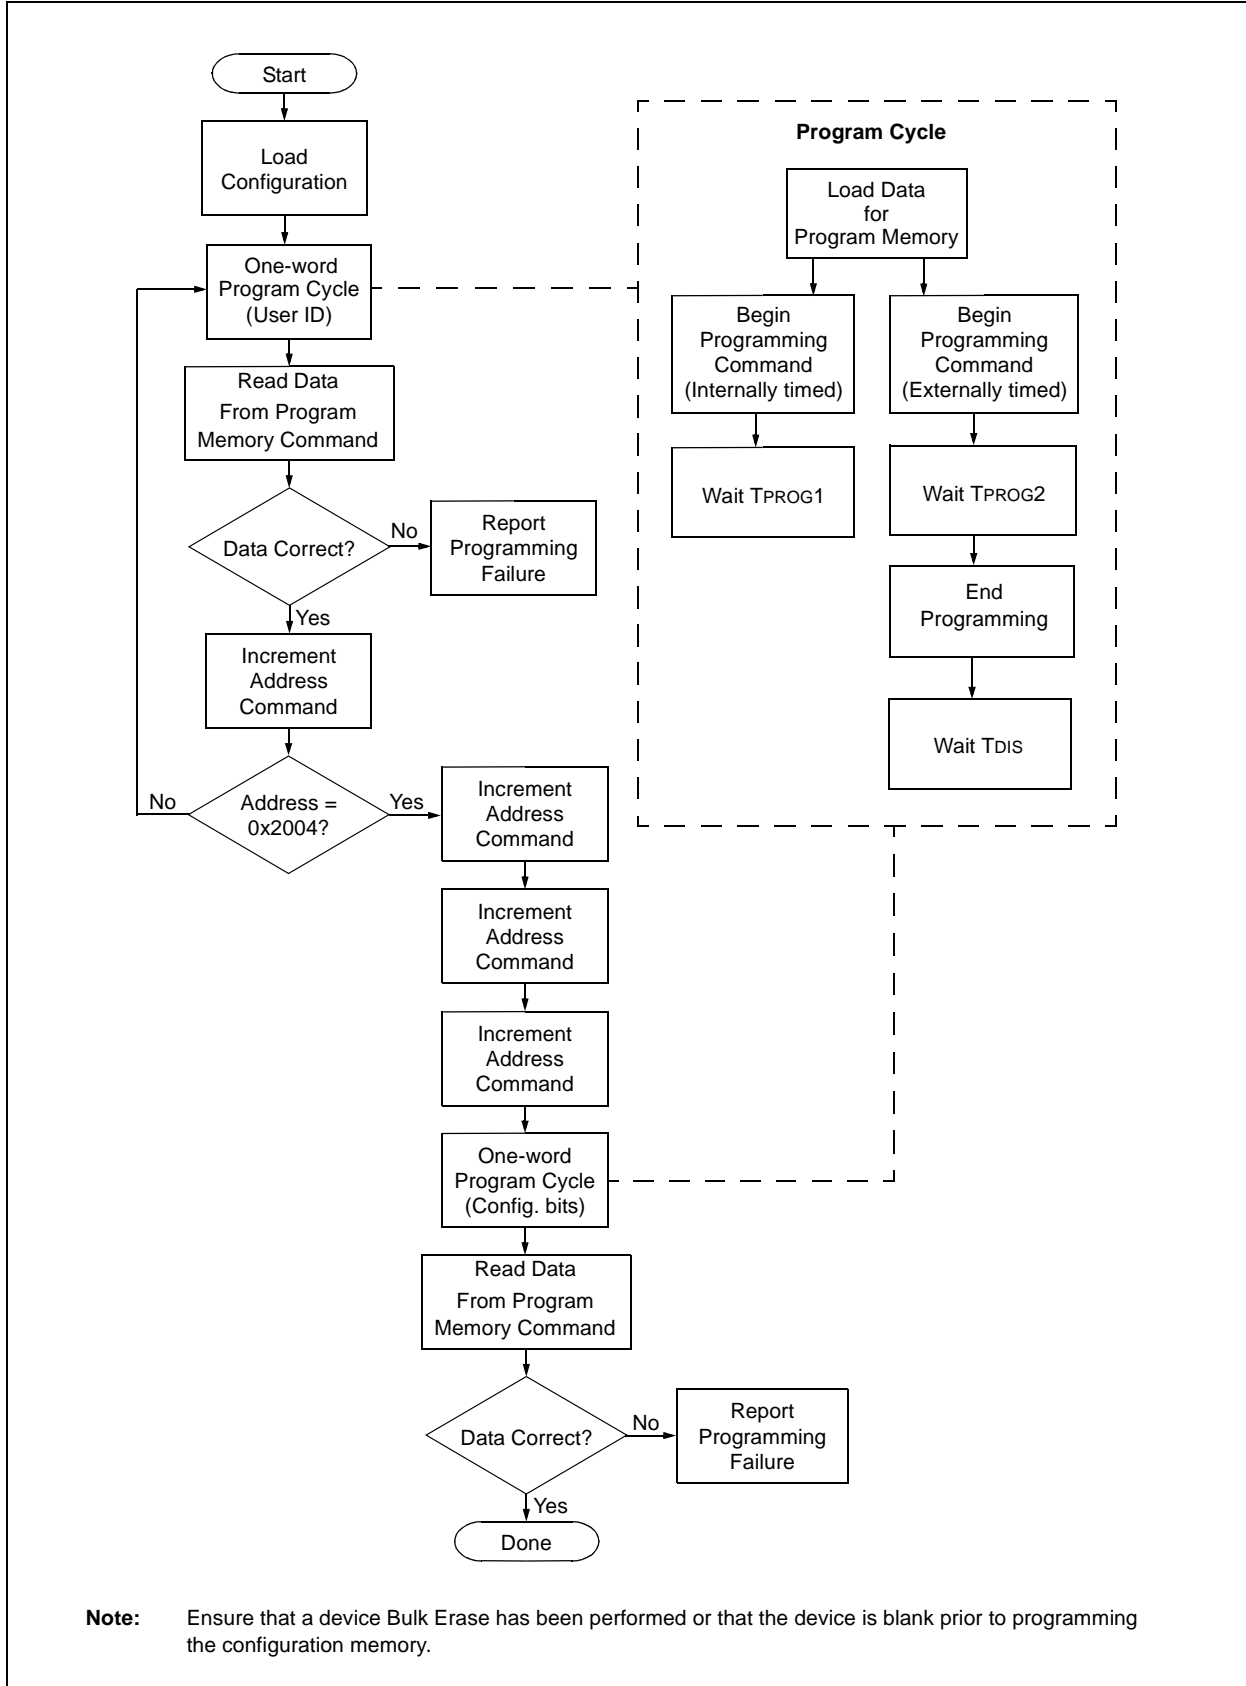 Start
Load
Configuration
One-word
Program Cycle
(User ID)
Read Data
From Program
Memory Command
Data Correct?
No
Report
Programming
Failure
Yes
Increment
Address
Command
Address =
0x2004?
No
Yes
Increment
Address
Command
Increment
Address
Command
Increment
Address
Command
One-word
Program Cycle
(Config. bits)
Read Data
From Program
Memory Command
Data Correct?
No
Report
Programming
Failure
Yes
Done
Program Cycle
Load Data
for
Program Memory
Begin
Programming
Command
(Internally timed)
Wait TPROG1
Begin
Programming
Command
(Externally timed)
Wait TPROG2
End
Programming
Wait TDIS
Note: Ensure that a device Bulk Erase has been performed or that the device is blank prior to programming
the configuration memory.